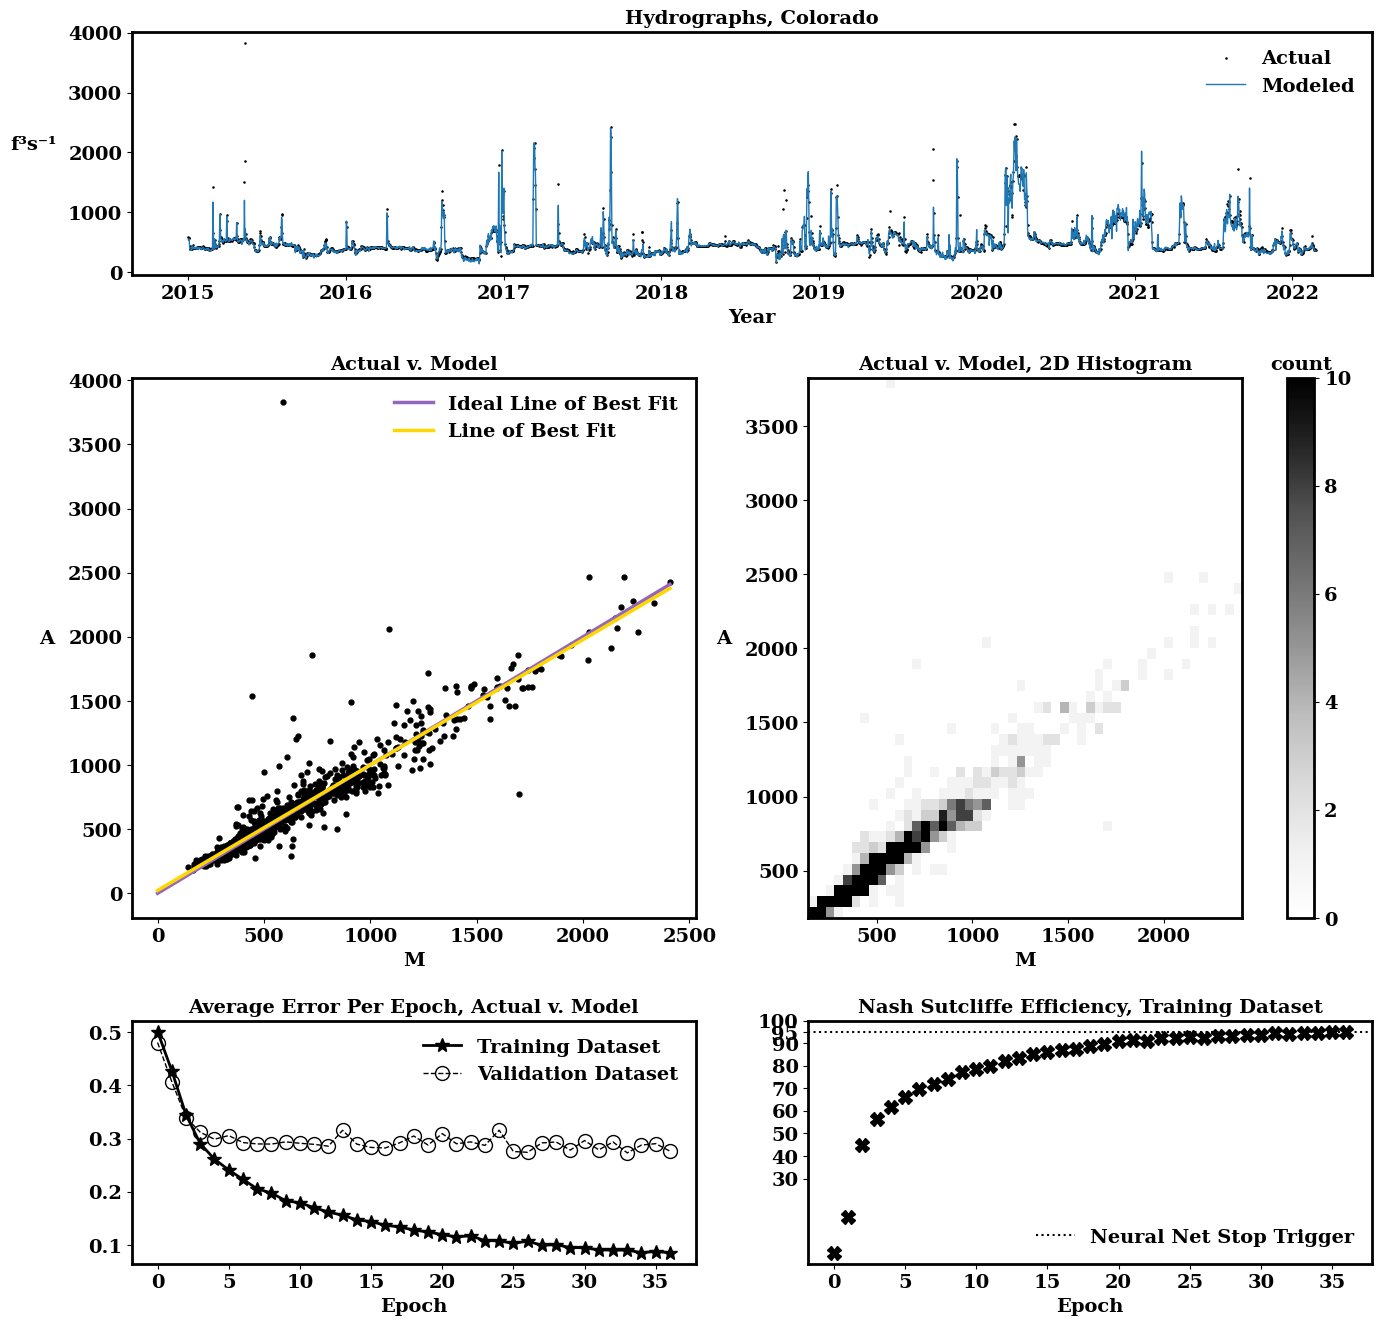 Hydrographs, Colorado
4000
3000
2000
1000
0
f³s⁻¹
Actual
Modeled
2015 2016 2017 2018 2019 2020 2021 2022
Year
Actual v. Model
4000
3500
3000
2500
2000
1500
1000
500
0
A
Ideal Line of Best Fit
Line of Best Fit
0 500 1000 1500 2000 2500
M
Actual v. Model, 2D Histogram
3500
3000
2500
2000
1500
1000
500
A
500 1000 1500 2000
M
count
10
8
6
4
2
0
Average Error Per Epoch, Actual v. Model
0.5
0.4
0.3
0.2
0.1
Training Dataset
Validation Dataset
0 5 10 15 20 25 30 35
Epoch
Nash Sutcliffe Efficiency, Training Dataset
100
95
90
80
70
60
50
40
30
Neural Net Stop Trigger
0 5 10 15 20 25 30 35
Epoch